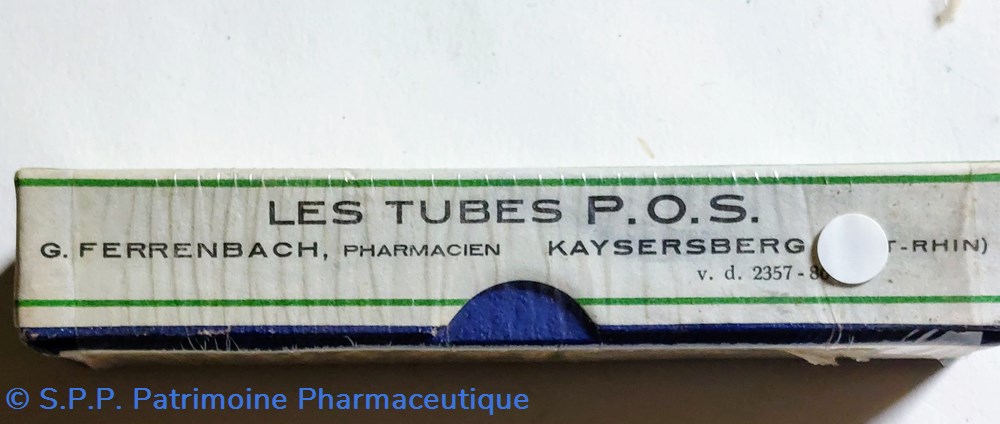 LES TUBES P.O.S.
G. FERRENBACH, PHARMACIEN KAYSERSBERG T-RHIN)
v. d. 2357-8
© S.P.P. Patrimoine Pharmaceutique